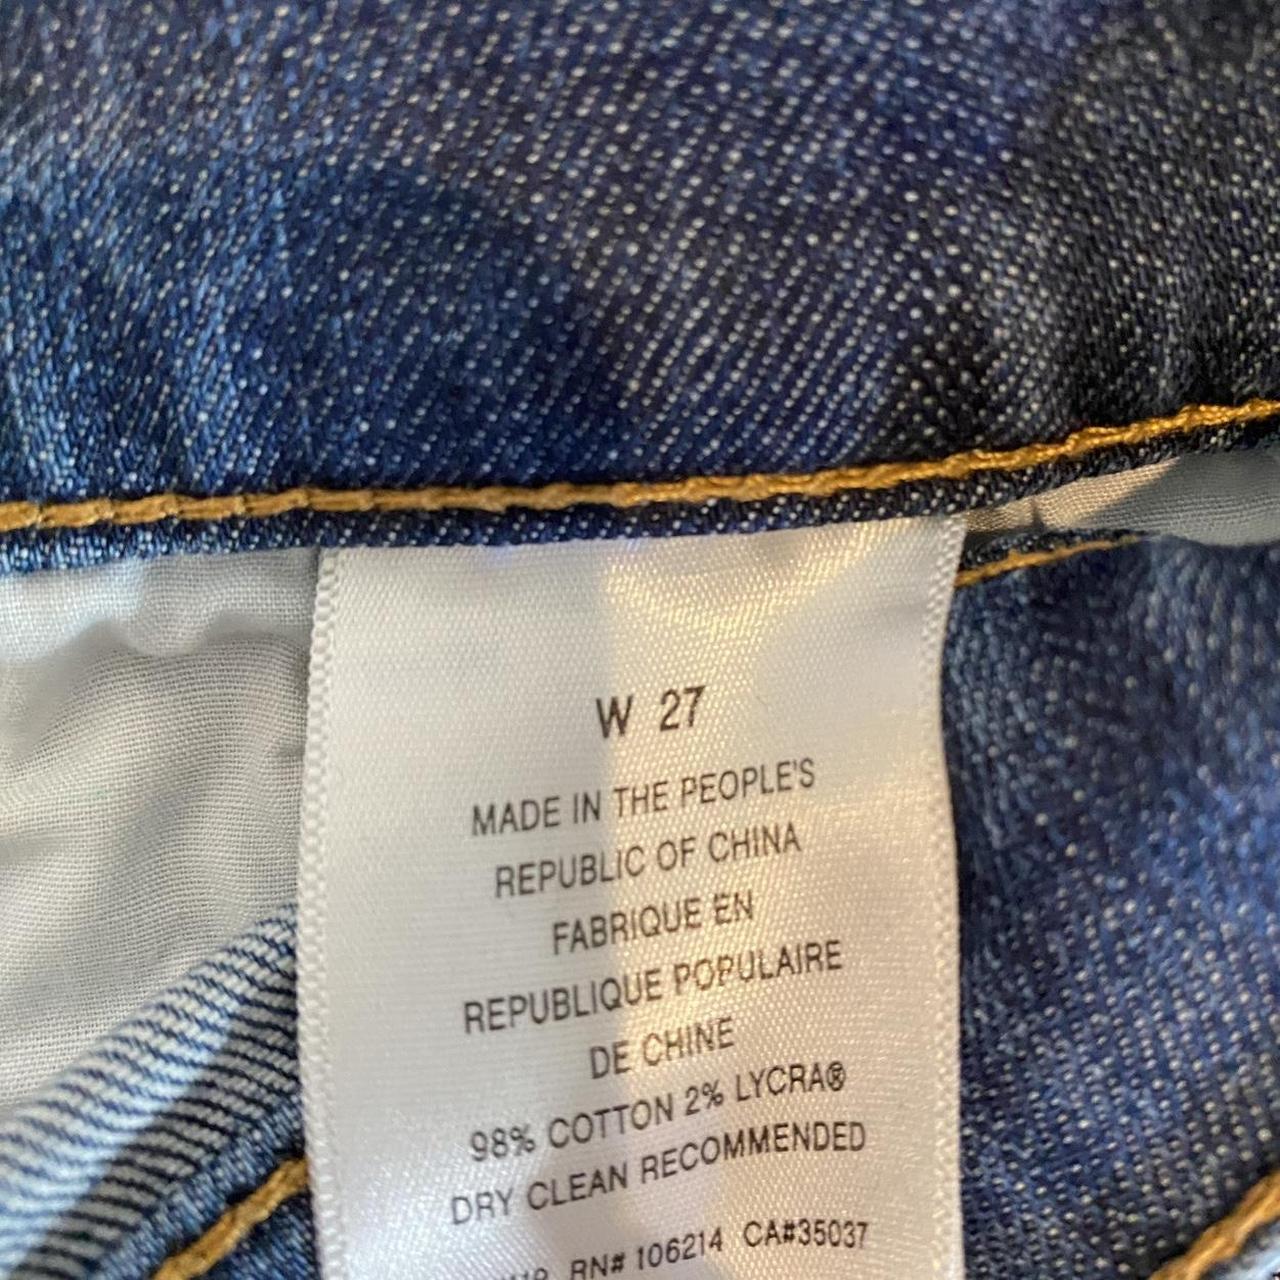 W 27
MADE IN THE PEOPLE'S
REPUBLIC OF CHINA
FABRIQUE EN
REPUBLIQUE POPULAIRE
DE CHINE
98% COTTON 2% LYCRA®
DRY CLEAN RECOMMENDED
RN# 106214 CA#35037